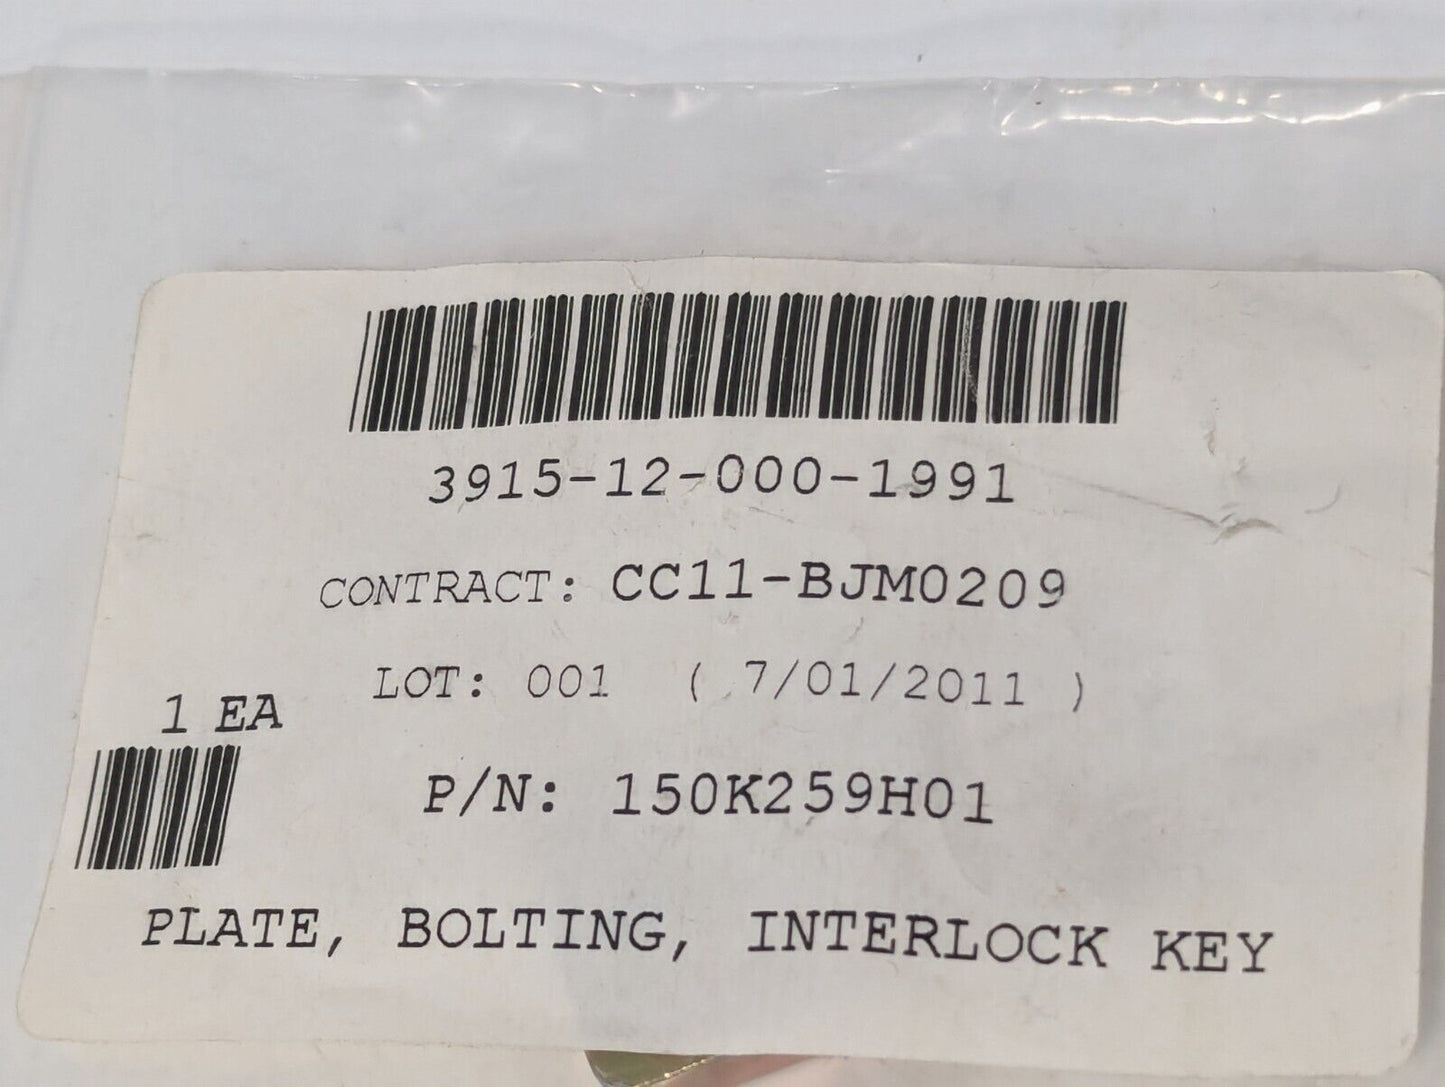 3915-12-000-1991
CONTRACT: CC11-BJM0209
LOT: 001 ( 7/01/2011 )
1 EA
P/N: 150K259H01
PLATE, BOLTING, INTERLOCK KEY